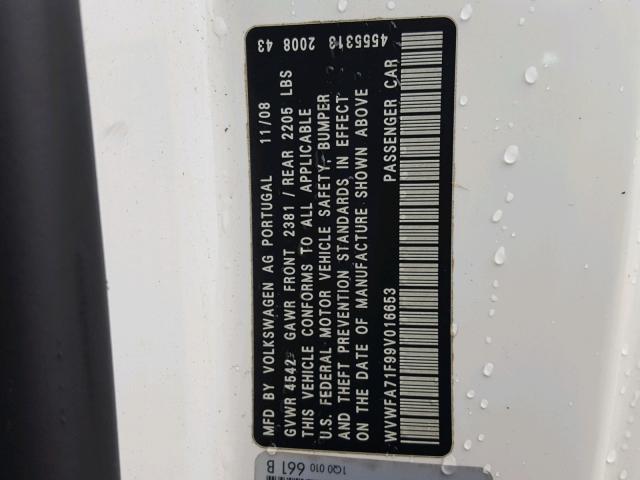 4555313 2008 43
MFD BY VOLKSWAGEN AG PORTUGAL 11/08
GVWR 4542 GAWR FRONT 2381 / REAR 2205 LBS
THIS VEHICLE CONFORMS TO ALL APPLICABLE
U.S. FEDERAL MOTOR VEHICLE SAFETY- BUMPER
AND THEFT PREVENTION STANDARDS IN EFFECT
ON THE DATE OF MANUFACTURE SHOWN ABOVE
WVWFA71F99V016653 PASSENGER CAR
1Q0 010 661 B